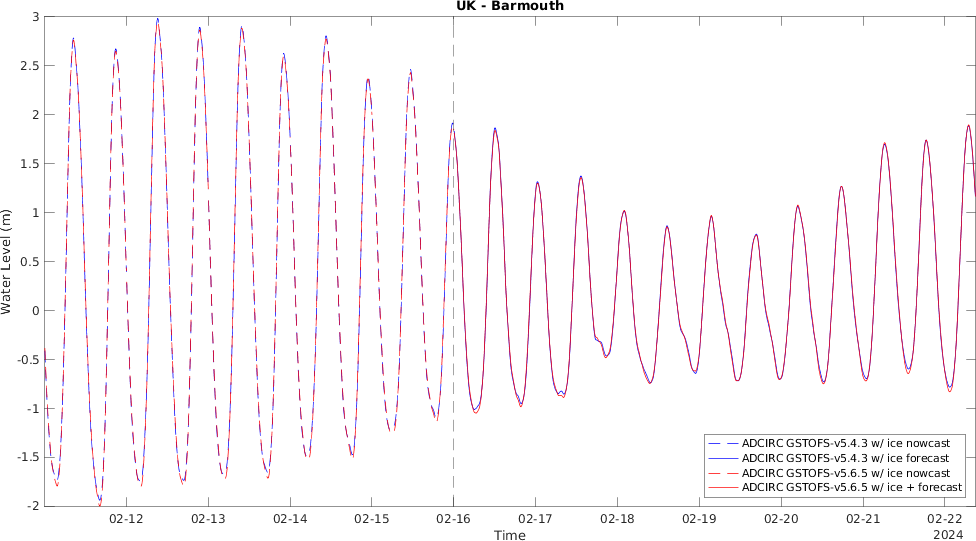 UK - Barmouth
3
2.5
2
1.5
1
0.5
0
-0.5
-1
-1.5
-2
Water Level (m)
ADCIRC GSTOFS-v5.4.3 w/ ice nowcast
ADCIRC GSTOFS-v5.4.3 w/ ice forecast
ADCIRC GSTOFS-v5.6.5 w/ ice nowcast
ADCIRC GSTOFS-v5.6.5 w/ ice + forecast
02-12 02-13 02-14 02-15 02-16 02-17 02-18 02-19 02-20 02-21 02-22
Time
2024